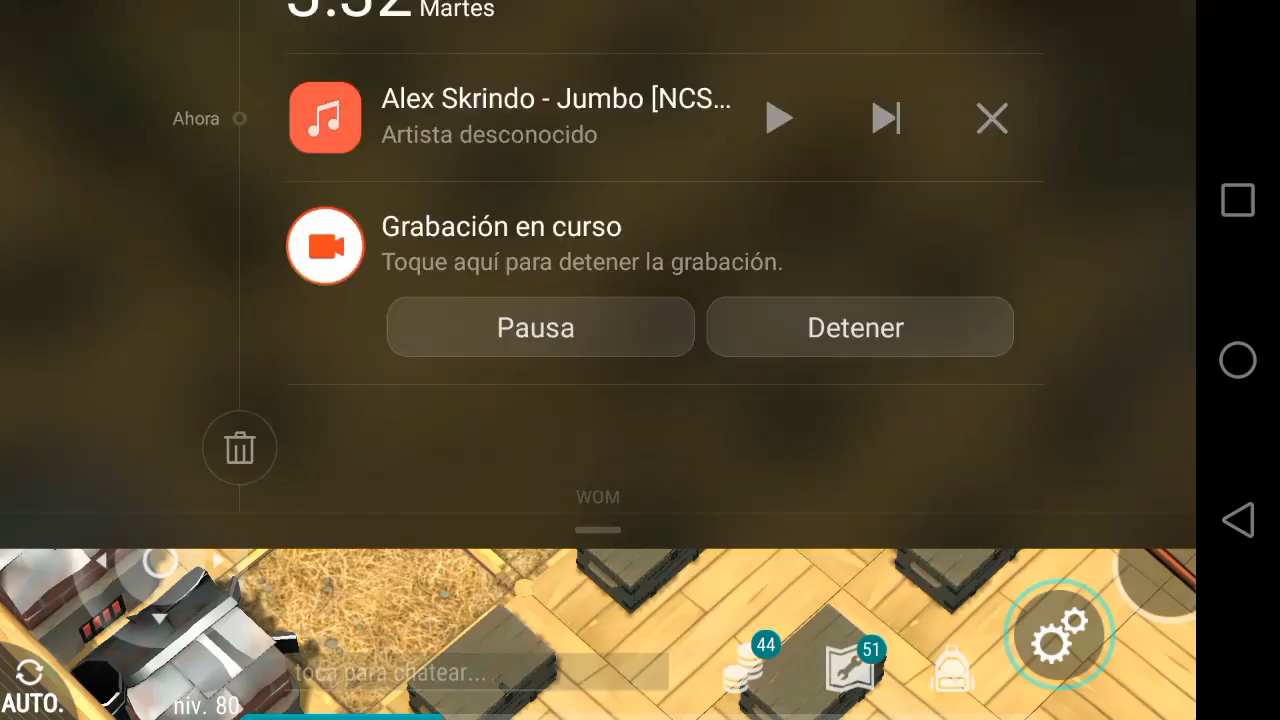 Martes
Ahora
Alex Skrindo - Jumbo [NCS...
Artista desconocido
Grabación en curso
Toque aquí para detener la grabación.
Pausa
Detener
WOM
44
51
toca para chatear...
AUTO.
niv. 80